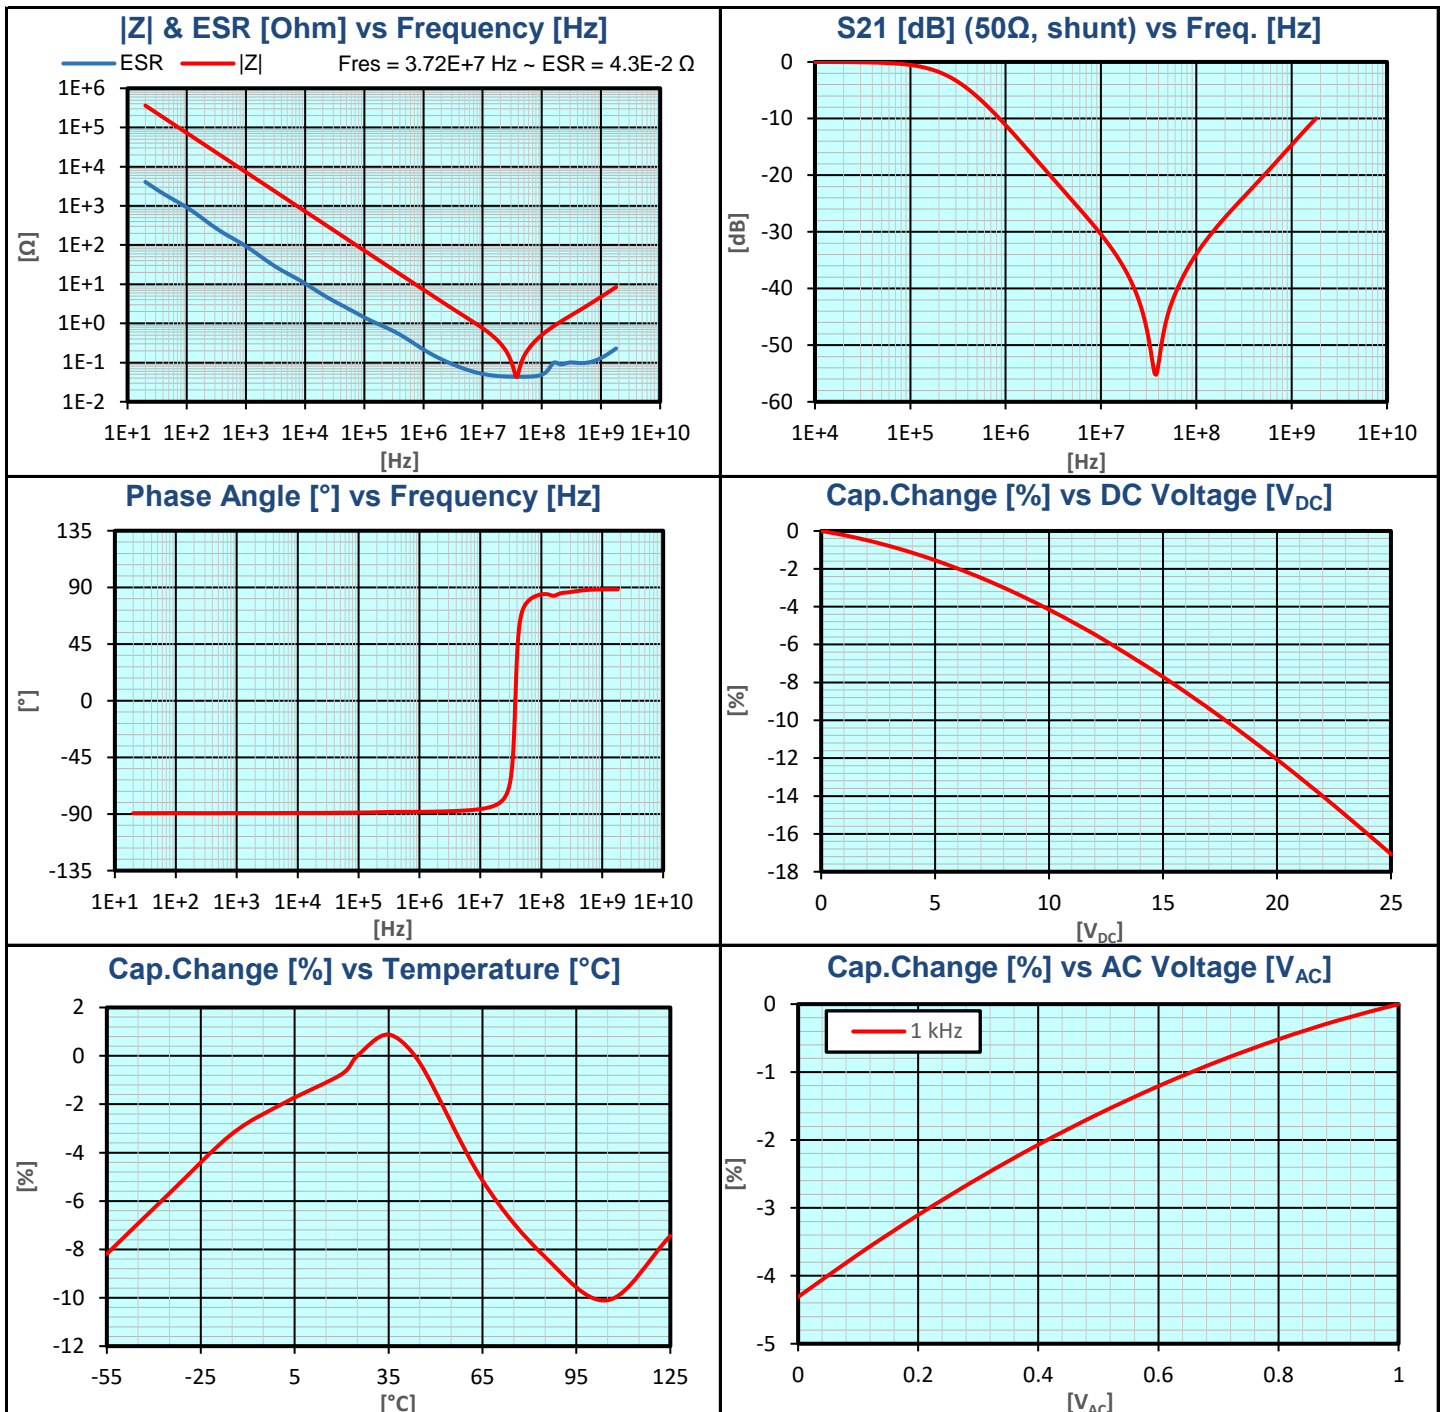 |Z| & ESR [Ohm] vs Frequency [Hz]
ESR |Z| Fres = 3.72E+7 Hz ~ ESR = 4.3E-2 Ω
1E+6
1E+5
1E+4
1E+3
1E+2
1E+1
1E+0
1E-1
1E-2
[Ω]
1E+1 1E+2 1E+3 1E+4 1E+5 1E+6 1E+7 1E+8 1E+9 1E+10
[Hz]
S21 [dB] (50Ω, shunt) vs Freq. [Hz]
0
-10
-20
-30
-40
-50
-60
[dB]
1E+4 1E+5 1E+6 1E+7 1E+8 1E+9 1E+10
[Hz]
Phase Angle [°] vs Frequency [Hz]
135
90
45
0
-45
-90
-135
[°]
1E+1 1E+2 1E+3 1E+4 1E+5 1E+6 1E+7 1E+8 1E+9 1E+10
[Hz]
Cap.Change [%] vs DC Voltage [VDC]
0
-2
-4
-6
-8
-10
-12
-14
-16
-18
[%]
0 5 10 15 20 25
[VDC]
Cap.Change [%] vs Temperature [°C]
2
0
-2
-4
-6
-8
-10
-12
[%]
-55 -25 5 35 65 95 125
[°C]
Cap.Change [%] vs AC Voltage [VAC]
1 kHz
0
-1
-2
-3
-4
-5
[%]
0 0.2 0.4 0.6 0.8 1
[VAC]